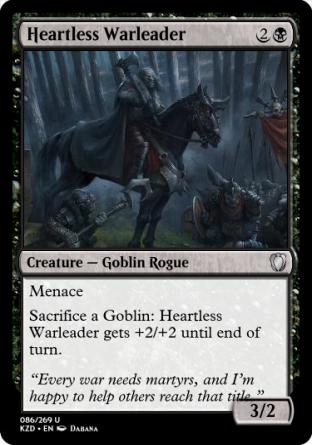 Heartless Warleader 2
Creature — Goblin Rogue
Menace
Sacrifice a Goblin: Heartless
Warleader gets +2/+2 until end of
turn.
“Every war needs martyrs, and I’m
happy to help others reach that title.”
3/2
086/269 U
KZD • EN Dabana